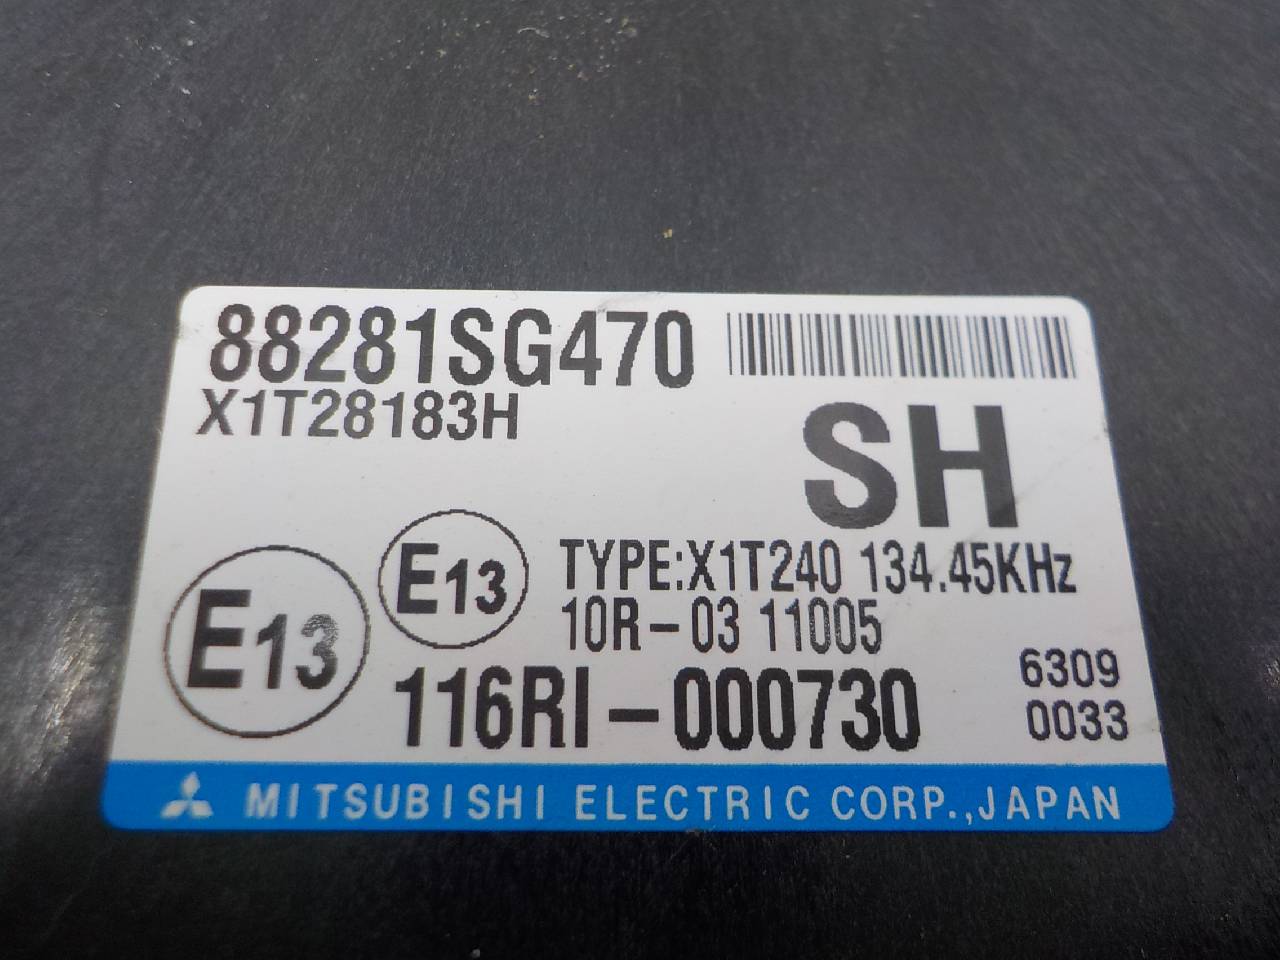 88281SG470
X1T28183H
SH
E13
E13
TYPE:X1T240 134.45KHz
10R-03 11005
116RI-000730
6309
0033
MITSUBISHI ELECTRIC CORP.,JAPAN